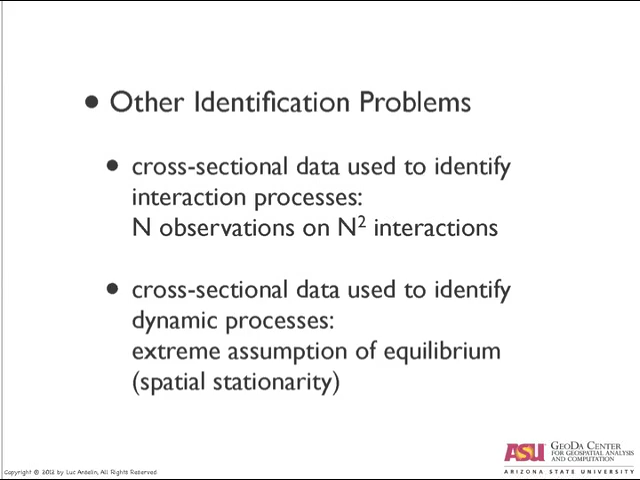 • Other Identification Problems
• cross-sectional data used to identify
interaction processes:
N observations on N² interactions
• cross-sectional data used to identify
dynamic processes:
extreme assumption of equilibrium
(spatial stationarity)
ASU GEODA CENTER
FOR GEOSPATIAL ANALYSIS
AND COMPUTATION
ARIZONA STATE UNIVERSITY
Copyright © 2012 by Luc Anselin, All Rights Reserved